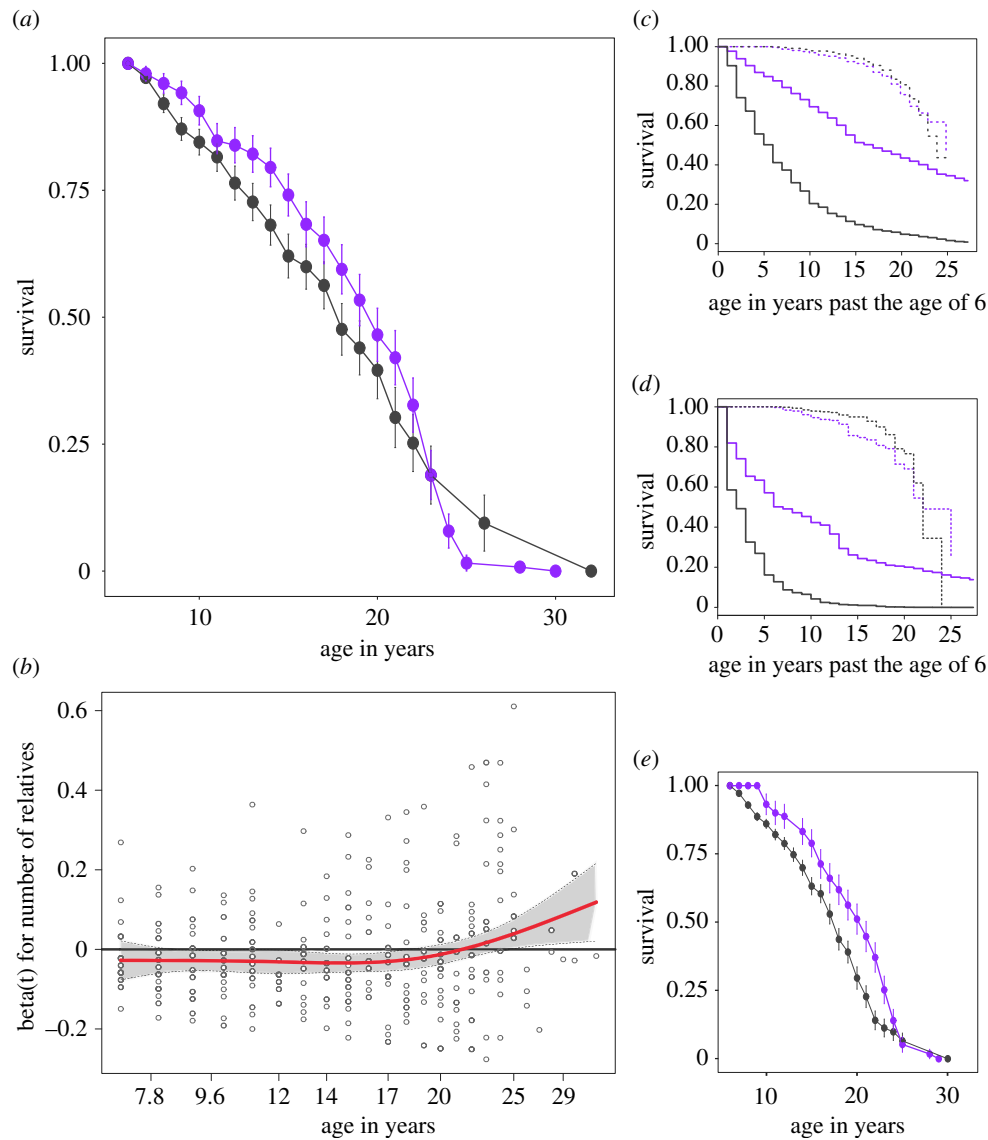 (a)
1.00
0.75
0.50
0.25
0
survival
10 20 30
age in years
(b)
0.6
0.4
0.2
0
−0.2
beta(t) for number of relatives
7.8 9.6 12 14 17 20 25 29
age in years
(c)
1.00
0.80
0.60
0.40
0.20
0
survival
0 5 10 15 20 25
age in years past the age of 6
(d)
1.00
0.80
0.60
0.40
0.20
0
survival
0 5 10 15 20 25
age in years past the age of 6
(e)
1.00
0.75
0.50
0.25
0
survival
10 20 30
age in years